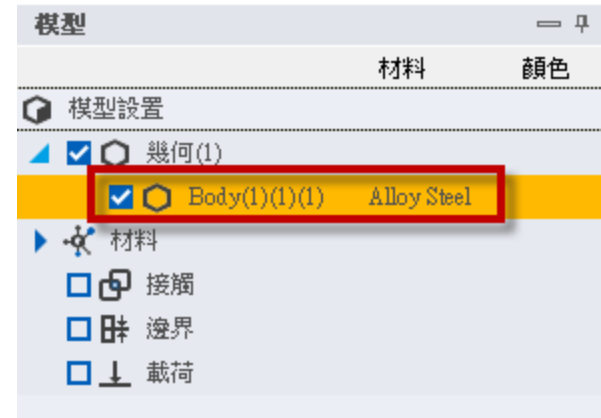 模型
材料 顏色
模型設置
幾何(1)
Body(1)(1)(1) Alloy Steel
材料
接觸
邊界
載荷